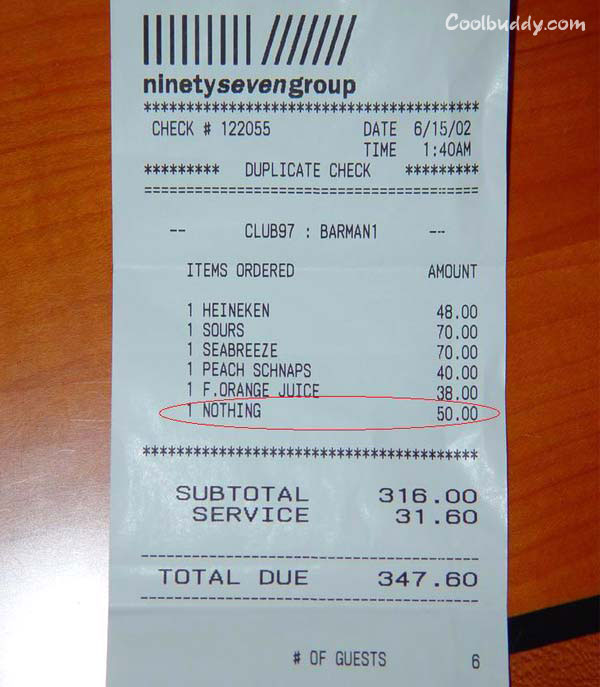 Coolbuddy.com
ninetysevengroup
******************************************
CHECK # 122055 DATE 6/15/02
TIME 1:40AM
********* DUPLICATE CHECK *********
==========================================
-- CLUB97 : BARMAN1 --
ITEMS ORDERED AMOUNT
1 HEINEKEN 48.00
1 SOURS 70.00
1 SEABREEZE 70.00
1 PEACH SCHNAPS 40.00
1 F.ORANGE JUICE 38.00
1 NOTHING 50.00
******************************************
SUBTOTAL 316.00
SERVICE 31.60
------------------------------------------
TOTAL DUE 347.60
------------------------------------------
# OF GUESTS 6